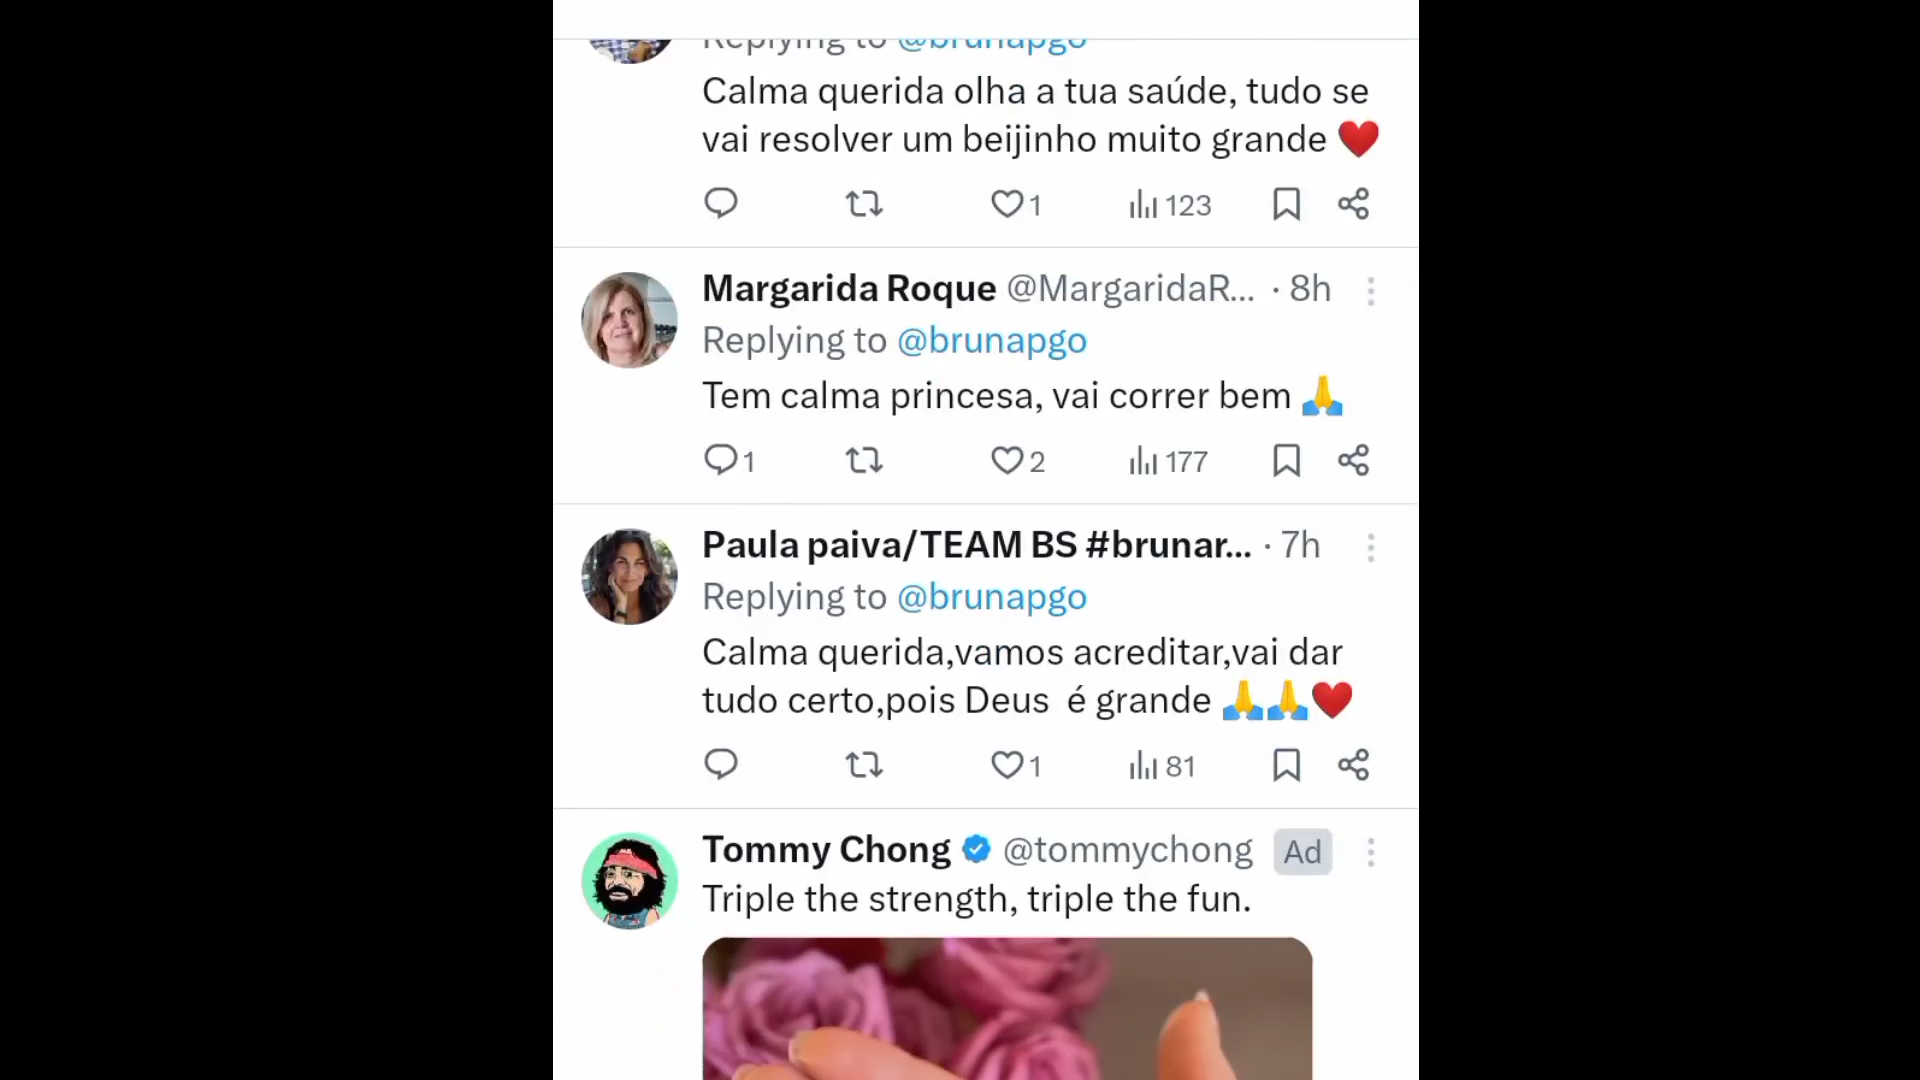 Replying to @brunapgo
Calma querida olha a tua saúde, tudo se
vai resolver um beijinho muito grande ❤️
1 123
Margarida Roque @MargaridaR... · 8h
Replying to @brunapgo
Tem calma princesa, vai correr bem 🙏
1 2 177
Paula paiva/TEAM BS #brunar... · 7h
Replying to @brunapgo
Calma querida,vamos acreditar,vai dar
tudo certo,pois Deus  é grande 🙏🙏❤️
1 81
Tommy Chong @tommychong Ad
Triple the strength, triple the fun.